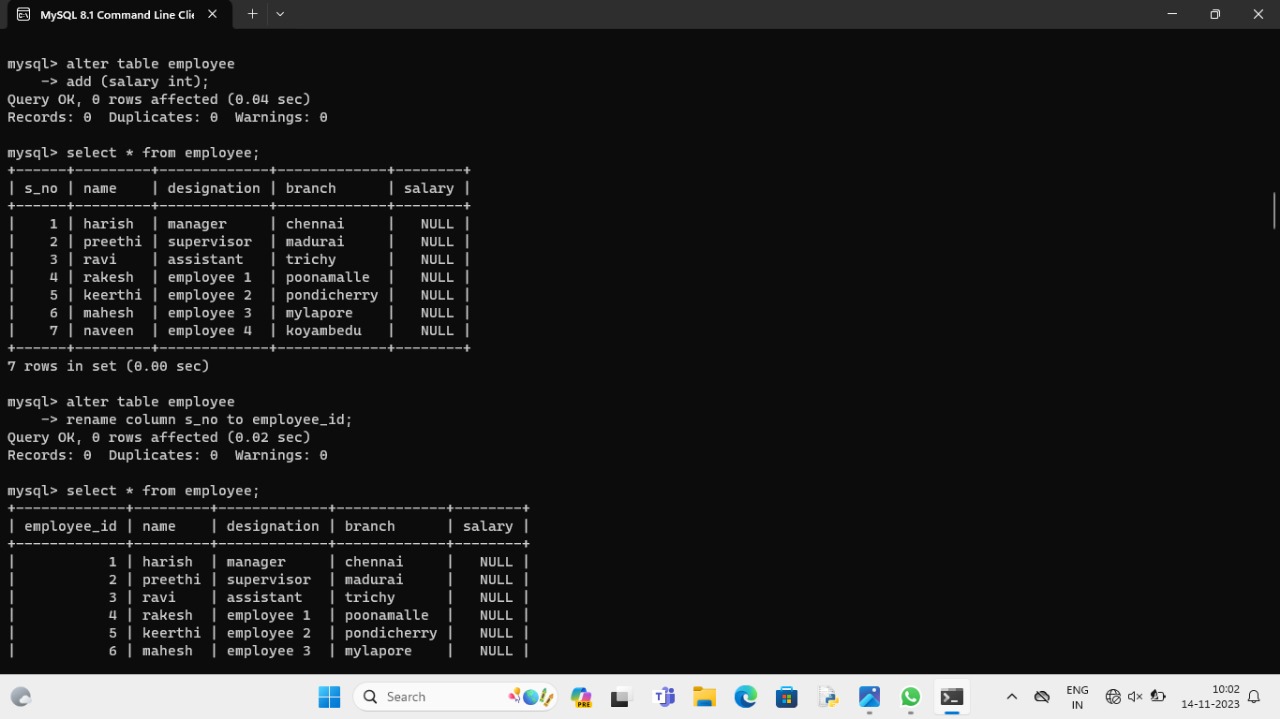 MySQL 8.1 Command Line Clie
mysql> alter table employee
    -> add (salary int);
Query OK, 0 rows affected (0.04 sec)
Records: 0  Duplicates: 0  Warnings: 0
mysql> select * from employee;
+------+---------+-------------+-------------+--------+
| s_no | name    | designation | branch      | salary |
+------+---------+-------------+-------------+--------+
|    1 | harish  | manager     | chennai     |   NULL |
|    2 | preethi | supervisor  | madurai     |   NULL |
|    3 | ravi    | assistant   | trichy      |   NULL |
|    4 | rakesh  | employee 1  | poonamalle  |   NULL |
|    5 | keerthi | employee 2  | pondicherry |   NULL |
|    6 | mahesh  | employee 3  | mylapore    |   NULL |
|    7 | naveen  | employee 4  | koyambedu   |   NULL |
+------+---------+-------------+-------------+--------+
7 rows in set (0.00 sec)
mysql> alter table employee
    -> rename column s_no to employee_id;
Query OK, 0 rows affected (0.02 sec)
Records: 0  Duplicates: 0  Warnings: 0
mysql> select * from employee;
+-------------+---------+-------------+-------------+--------+
| employee_id | name    | designation | branch      | salary |
+-------------+---------+-------------+-------------+--------+
|           1 | harish  | manager     | chennai     |   NULL |
|           2 | preethi | supervisor  | madurai     |   NULL |
|           3 | ravi    | assistant   | trichy      |   NULL |
|           4 | rakesh  | employee 1  | poonamalle  |   NULL |
|           5 | keerthi | employee 2  | pondicherry |   NULL |
|           6 | mahesh  | employee 3  | mylapore    |   NULL |
Search
PRE
ENG
IN
10:02
14-11-2023